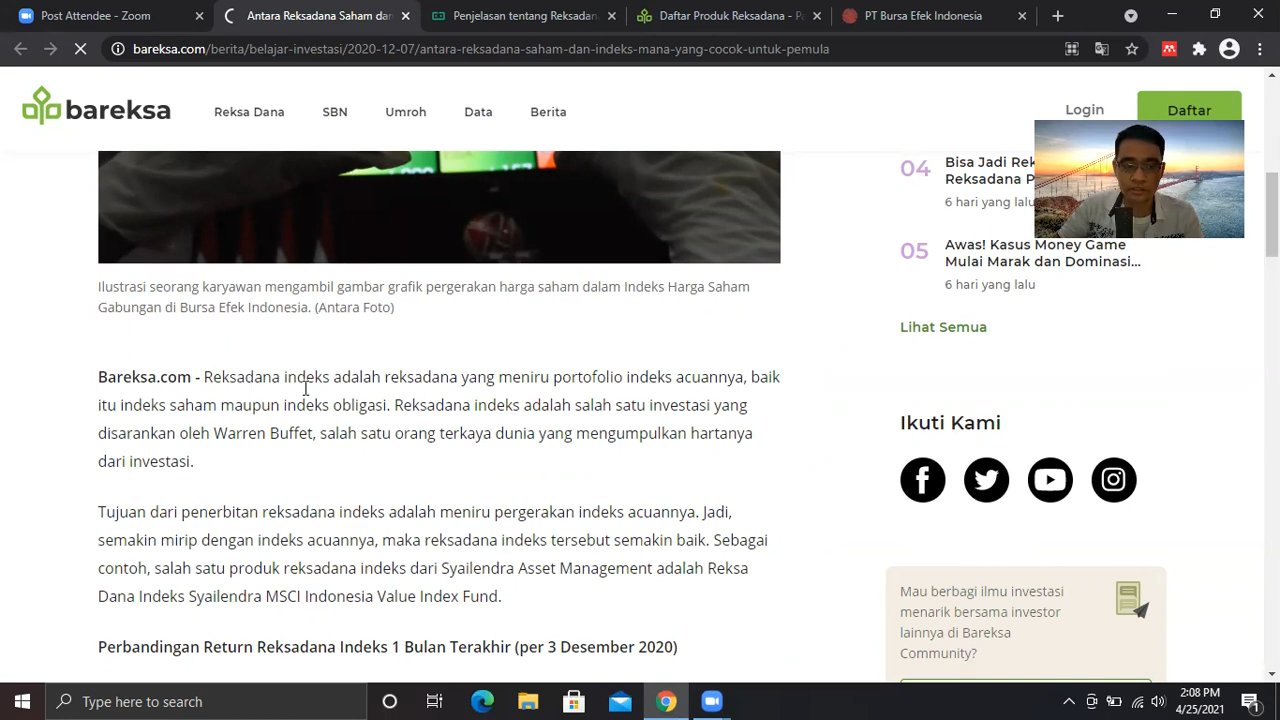 Post Attendee - Zoom
Antara Reksadana Saham dan
Penjelasan tentang Reksadan
Daftar Produk Reksadana - Pa
PT Bursa Efek Indonesia
bareksa.com/berita/belajar-investasi/2020-12-07/antara-reksadana-saham-dan-indeks-mana-yang-cocok-untuk-pemula
bareksa
Reksa Dana
SBN
Umroh
Data
Berita
Login
Daftar
Ilustrasi seorang karyawan mengambil gambar grafik pergerakan harga saham dalam Indeks Harga Saham
Gabungan di Bursa Efek Indonesia. (Antara Foto)
Bareksa.com - Reksadana indeks adalah reksadana yang meniru portofolio indeks acuannya, baik
itu indeks saham maupun indeks obligasi. Reksadana indeks adalah salah satu investasi yang
disarankan oleh Warren Buffet, salah satu orang terkaya dunia yang mengumpulkan hartanya
dari investasi.
Tujuan dari penerbitan reksadana indeks adalah meniru pergerakan indeks acuannya. Jadi,
semakin mirip dengan indeks acuannya, maka reksadana indeks tersebut semakin baik. Sebagai
contoh, salah satu produk reksadana indeks dari Syailendra Asset Management adalah Reksa
Dana Indeks Syailendra MSCI Indonesia Value Index Fund.
Perbandingan Return Reksadana Indeks 1 Bulan Terakhir (per 3 Desember 2020)
04
Bisa Jadi
Reksadana
6 hari yang lalu
05
Awas! Kasus Money Game
Mulai Marak dan Dominasi...
6 hari yang lalu
Lihat Semua
Ikuti Kami
Mau berbagi ilmu investasi
menarik bersama investor
lainnya di Bareksa
Community?
Type here to search
2:08 PM
4/25/2021
1